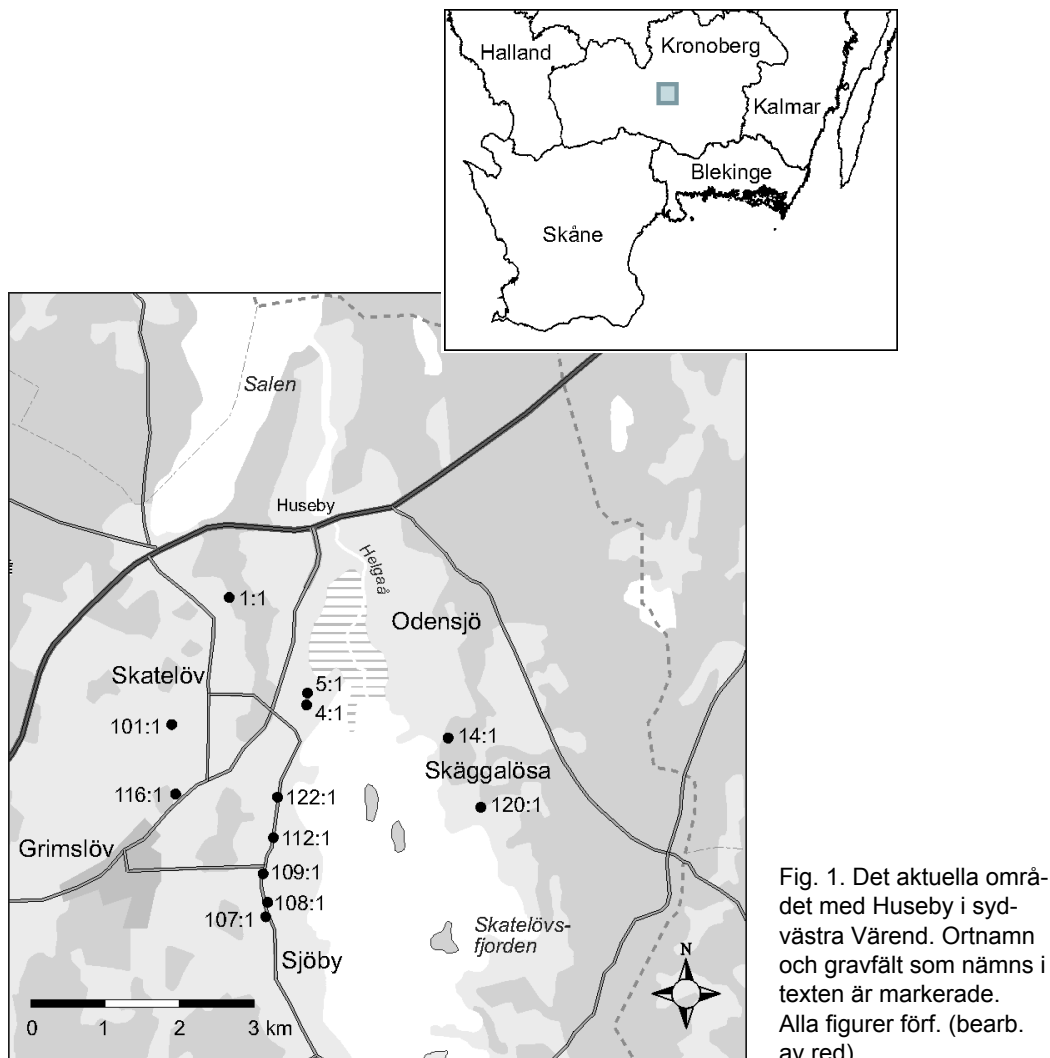 Halland
Kronoberg
Kalmar
Blekinge
Skåne
Salen
Huseby
Helgaå
1:1
Odensjö
Skatelöv
5:1
4:1
101:1
14:1
Skäggalösa
116:1
122:1
120:1
112:1
Grimslöv
109:1
108:1
107:1
Skatelövs-
fjorden
Sjöby
N
0 1 2 3 km
Fig. 1. Det aktuella områ-
det med Huseby i syd-
västra Värend. Ortnamn
och gravfält som nämns i
texten är markerade.
Alla figurer förf. (bearb.
av red)